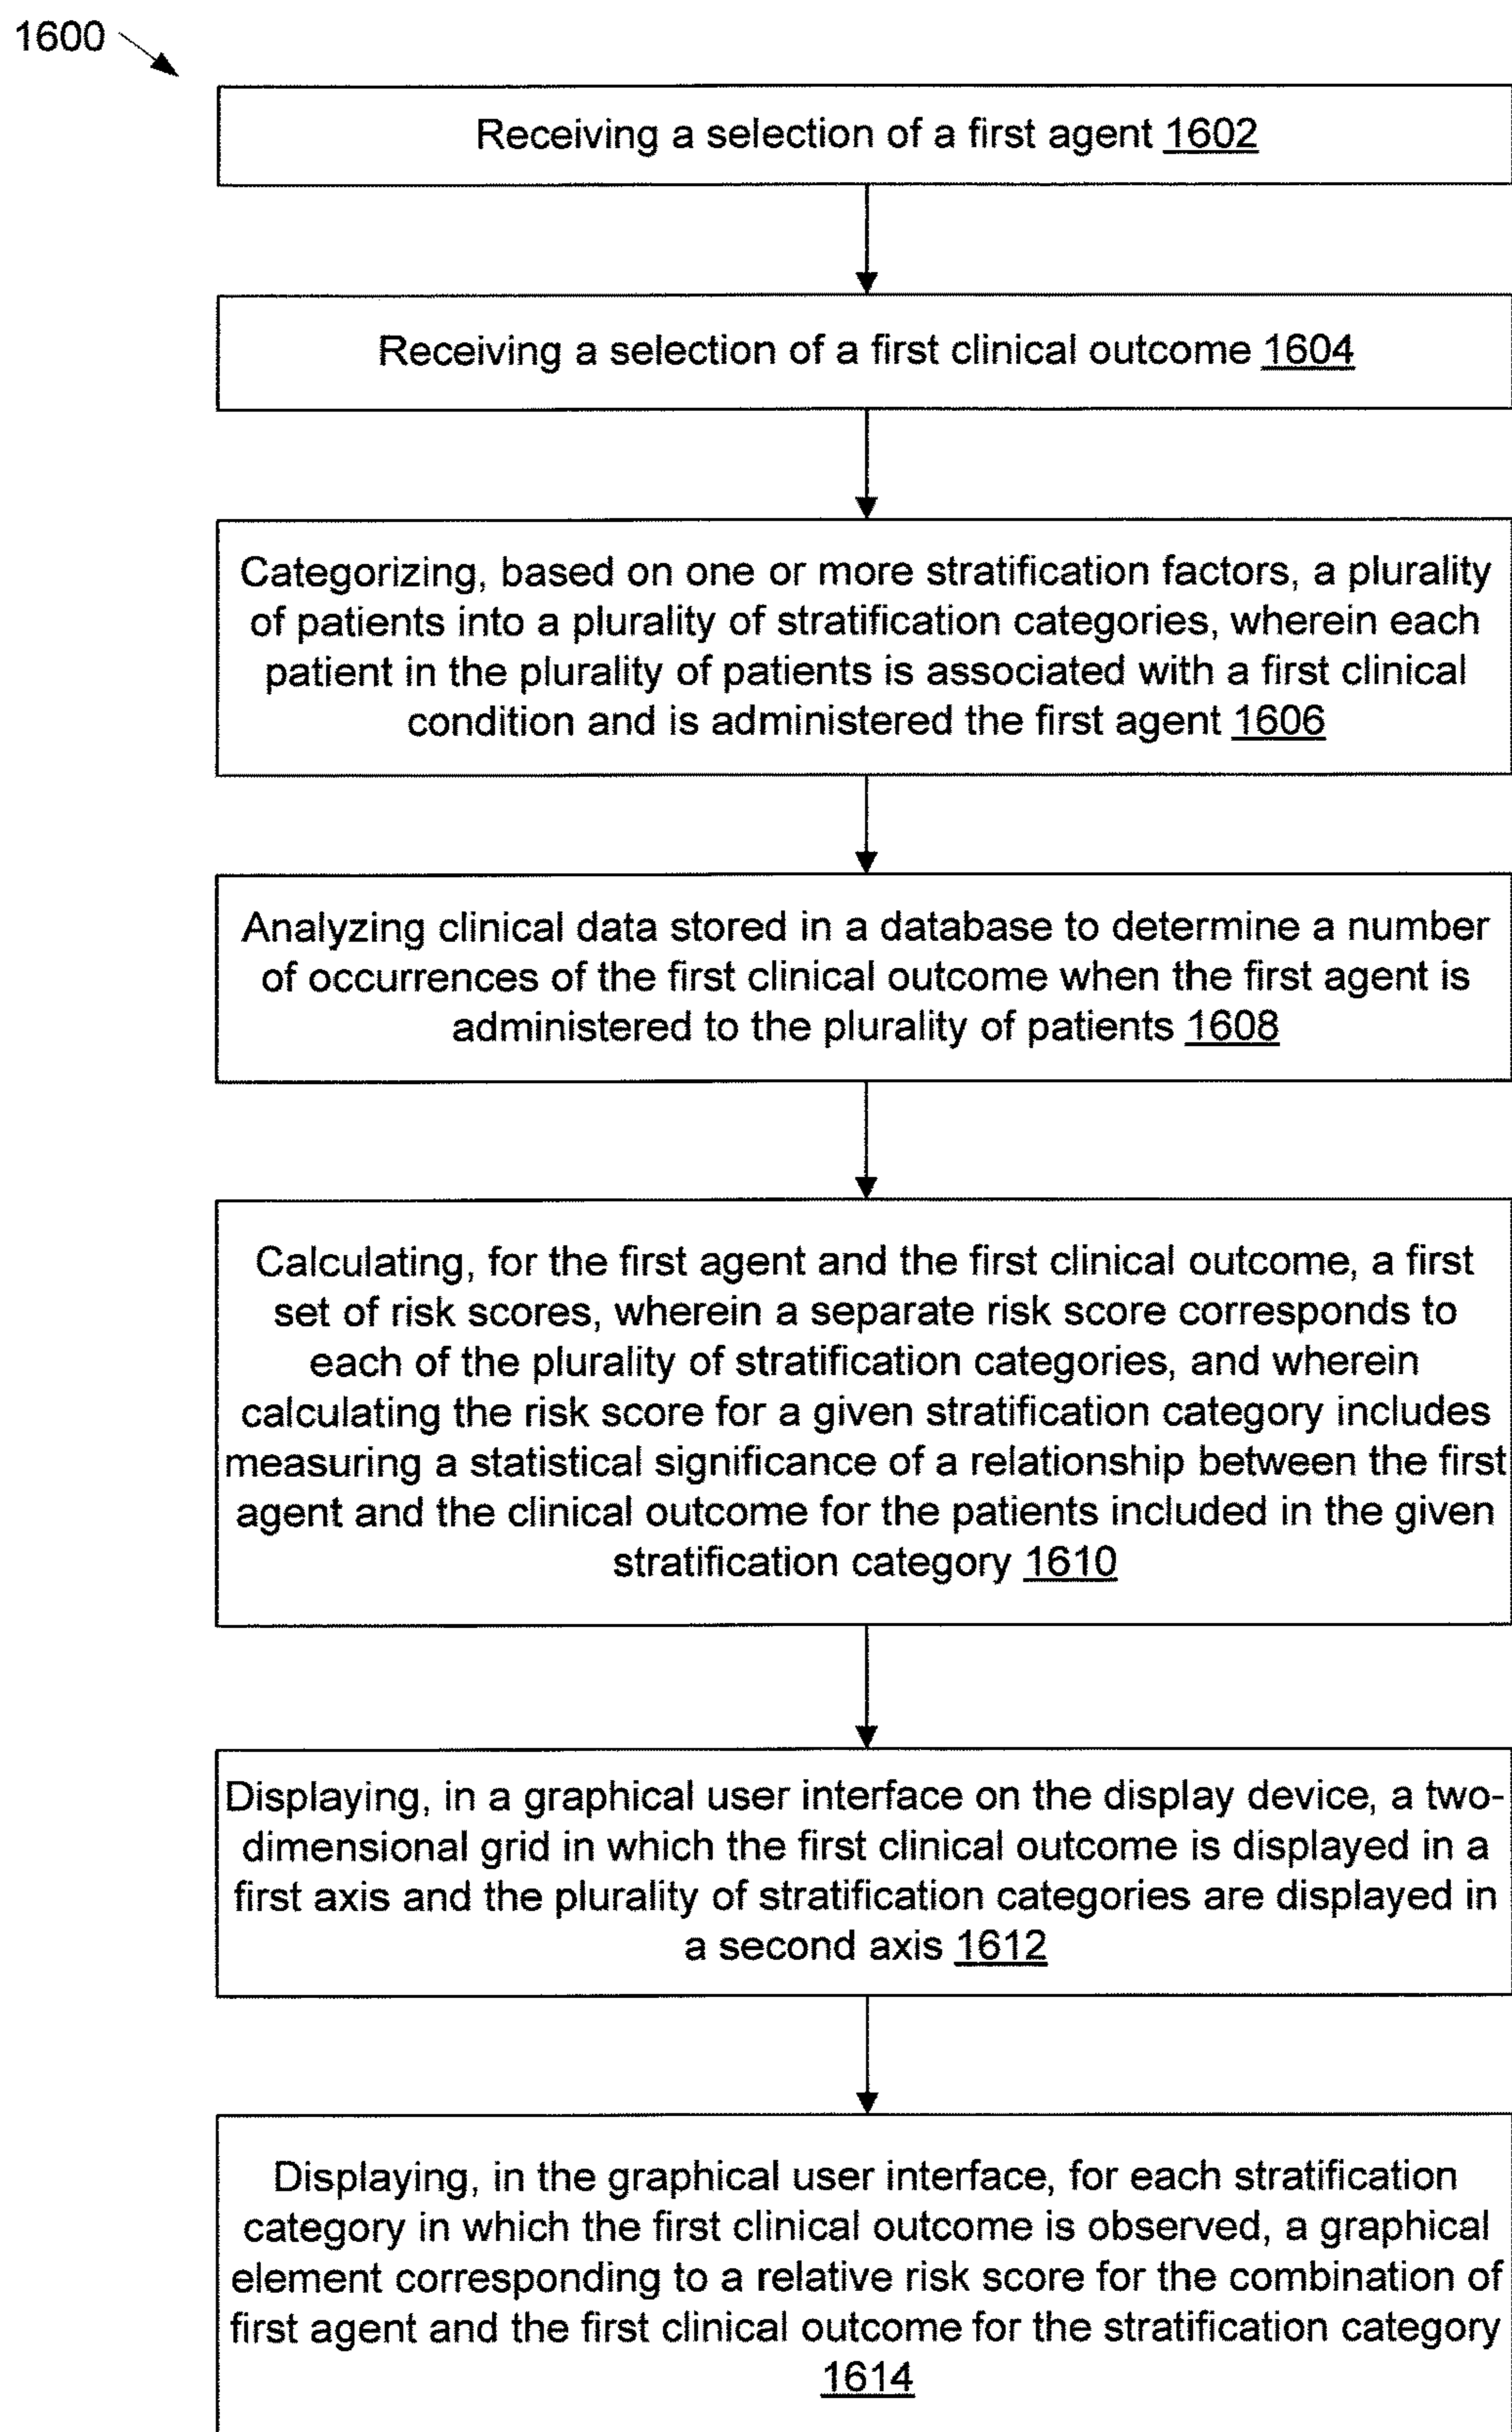 1600
Receiving a selection of a first agent 1602
Receiving a selection of a first clinical outcome 1604
Categorizing, based on one or more stratification factors, a plurality
of patients into a plurality of stratification categories, wherein each
patient in the plurality of patients is associated with a first clinical
condition and is administered the first agent 1606
Analyzing clinical data stored in a database to determine a number
of occurrences of the first clinical outcome when the first agent is
administered to the plurality of patients 1608
Calculating, for the first agent and the first clinical outcome, a first
set of risk scores, wherein a separate risk score corresponds to
each of the plurality of stratification categories, and wherein
calculating the risk score for a given stratification category includes
measuring a statistical significance of a relationship between the first
agent and the clinical outcome for the patients included in the given
stratification category 1610
Displaying, in a graphical user interface on the display device, a two-
dimensional grid in which the first clinical outcome is displayed in a
first axis and the plurality of stratification categories are displayed in
a second axis 1612
Displaying, in the graphical user interface, for each stratification
category in which the first clinical outcome is observed, a graphical
element corresponding to a relative risk score for the combination of
first agent and the first clinical outcome for the stratification category
1614